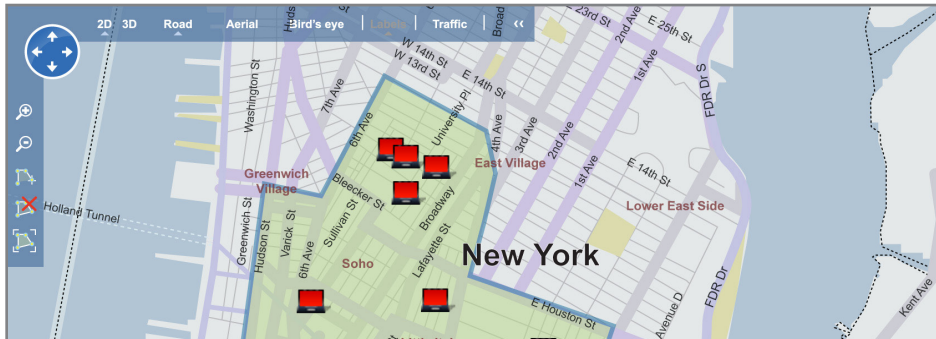 2D 3D Road Aerial Bird's eye Labels Traffic ‹‹
E 23rd St
E 25th St
2nd Ave
1st Ave
Broad
Huds
W 14th St
W 13rd St
E 14th St
FDR Dr S
Washington St
7th Ave
6th Ave
University Pl
4th Ave
3rd Ave
2nd Ave
1st Ave
East Village
E 14th St
Greenwich
Village
Bleecker St
Lower East Side
Holland Tunnel
Greenwich St
Hudson St
Varick St
6th Ave
Sullivan St
Broadway
Lafayette St
Soho
New York
E Houston St
Avenue D
FDR Dr
Kent Ave